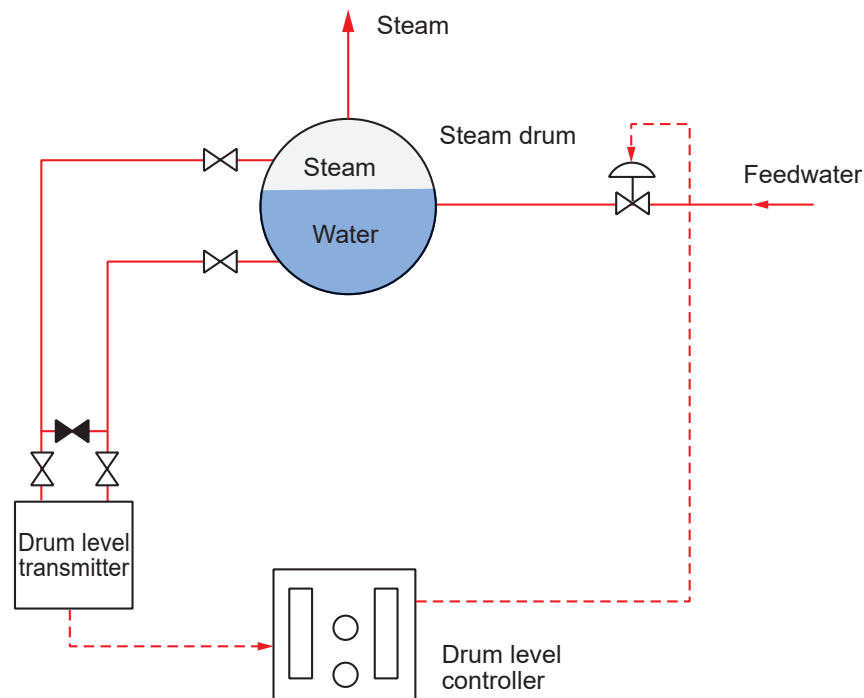 Steam
Steam drum
Steam
Feedwater
Water
Drum level
transmitter
Drum level
controller